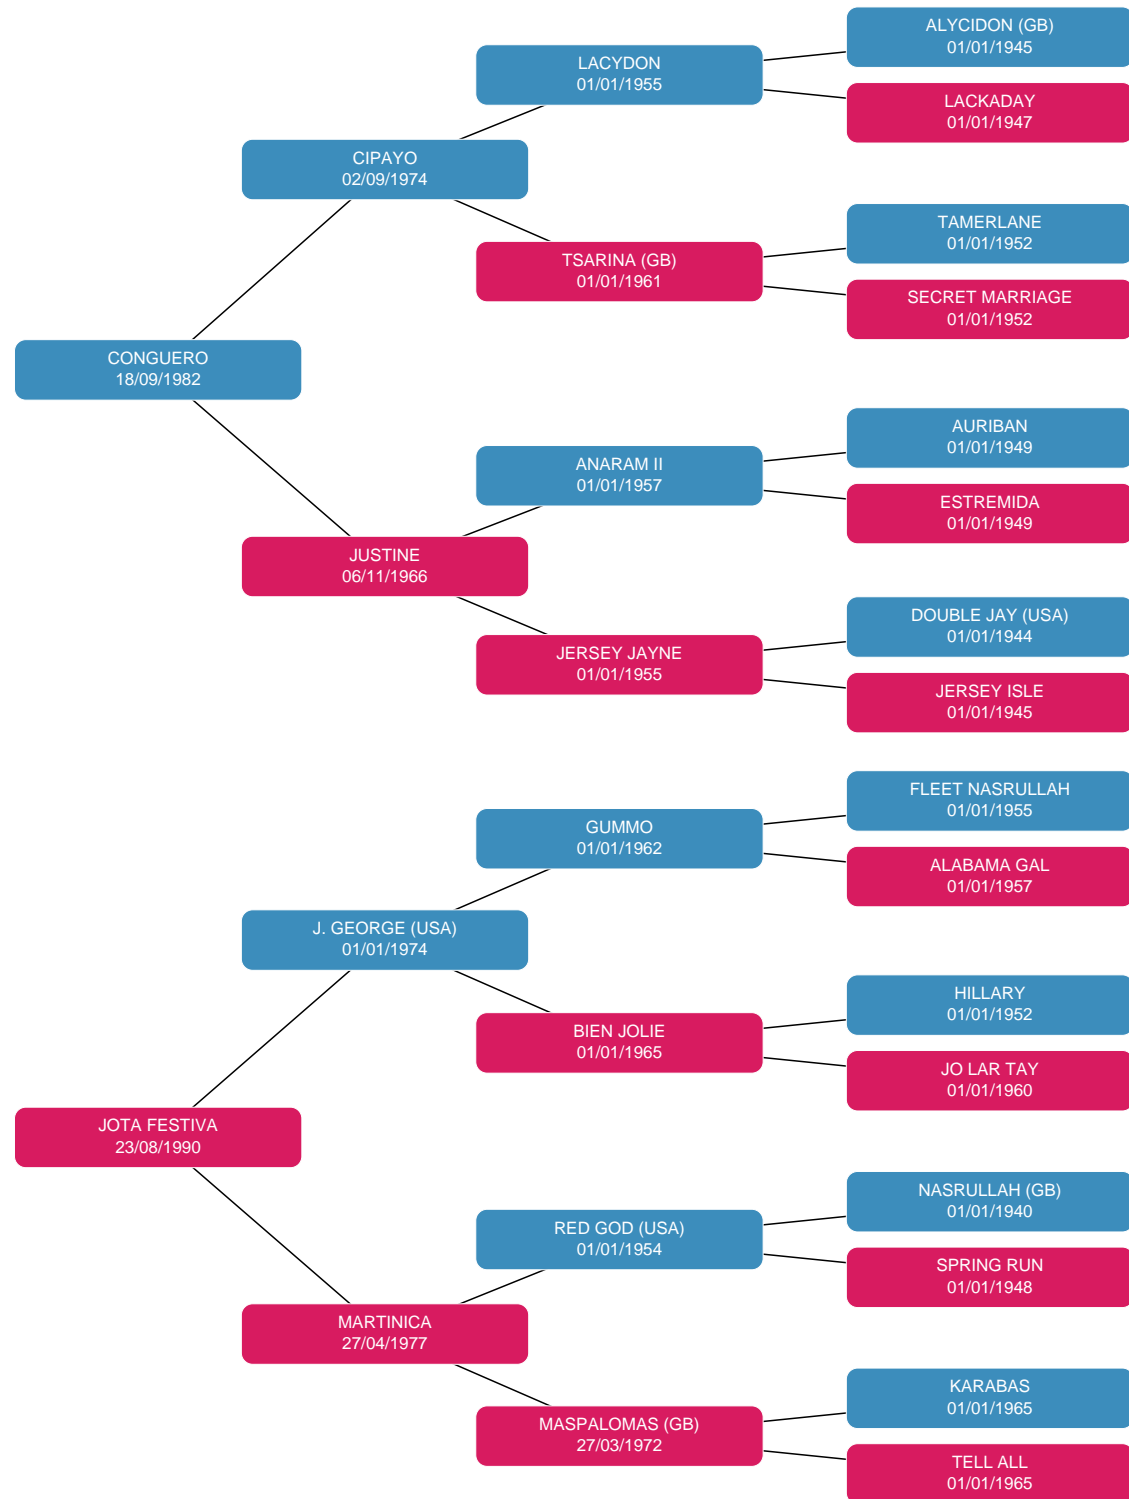 ALYCIDON (GB)
01/01/1945
LACYDON
01/01/1955
LACKADAY
01/01/1947
CIPAYO
02/09/1974
TAMERLANE
01/01/1952
TSARINA (GB)
01/01/1961
SECRET MARRIAGE
01/01/1952
CONGUERO
18/09/1982
AURIBAN
01/01/1949
ANARAM II
01/01/1957
ESTREMIDA
01/01/1949
JUSTINE
06/11/1966
DOUBLE JAY (USA)
01/01/1944
JERSEY JAYNE
01/01/1955
JERSEY ISLE
01/01/1945
FLEET NASRULLAH
01/01/1955
GUMMO
01/01/1962
ALABAMA GAL
01/01/1957
J. GEORGE (USA)
01/01/1974
HILLARY
01/01/1952
BIEN JOLIE
01/01/1965
JO LAR TAY
01/01/1960
JOTA FESTIVA
23/08/1990
NASRULLAH (GB)
01/01/1940
RED GOD (USA)
01/01/1954
SPRING RUN
01/01/1948
MARTINICA
27/04/1977
KARABAS
01/01/1965
MASPALOMAS (GB)
27/03/1972
TELL ALL
01/01/1965